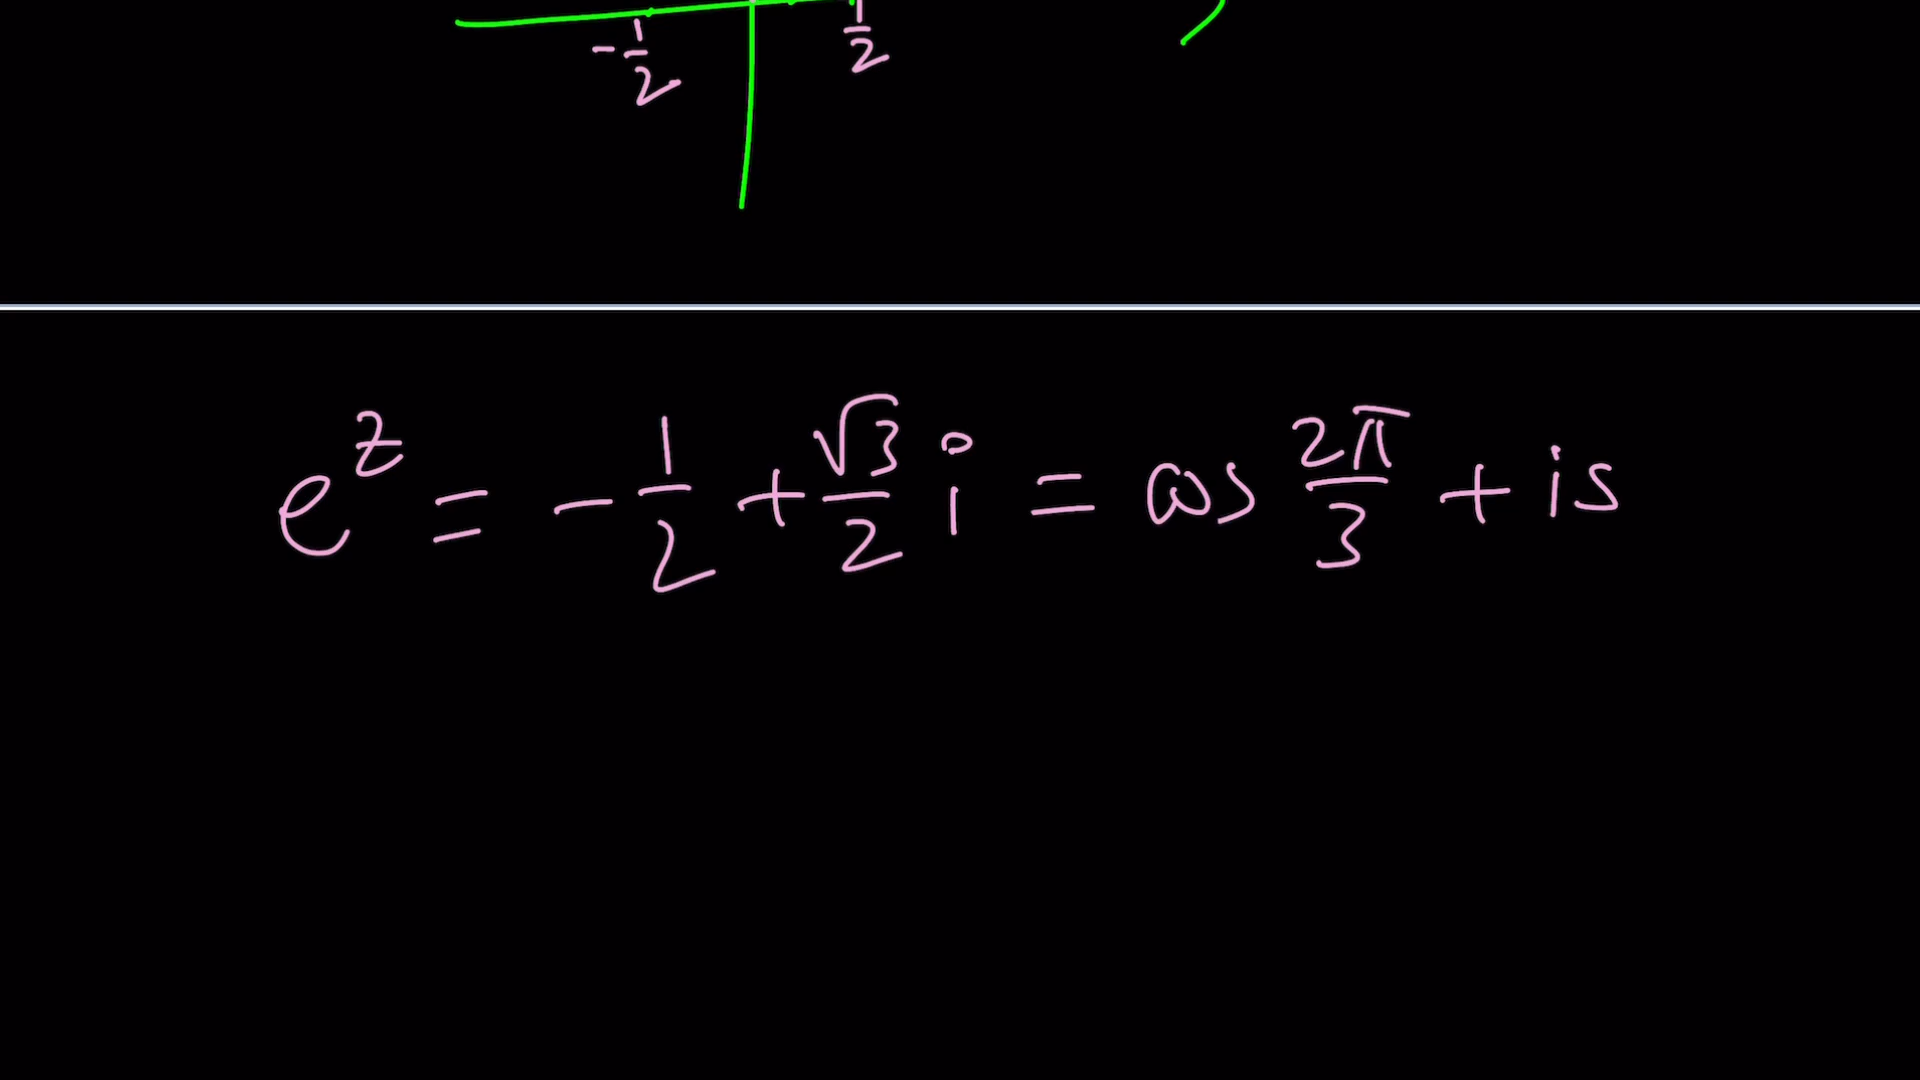 -1/2 1/2
e^z = -1/2 + √3/2 i = cos 2π/3 + is